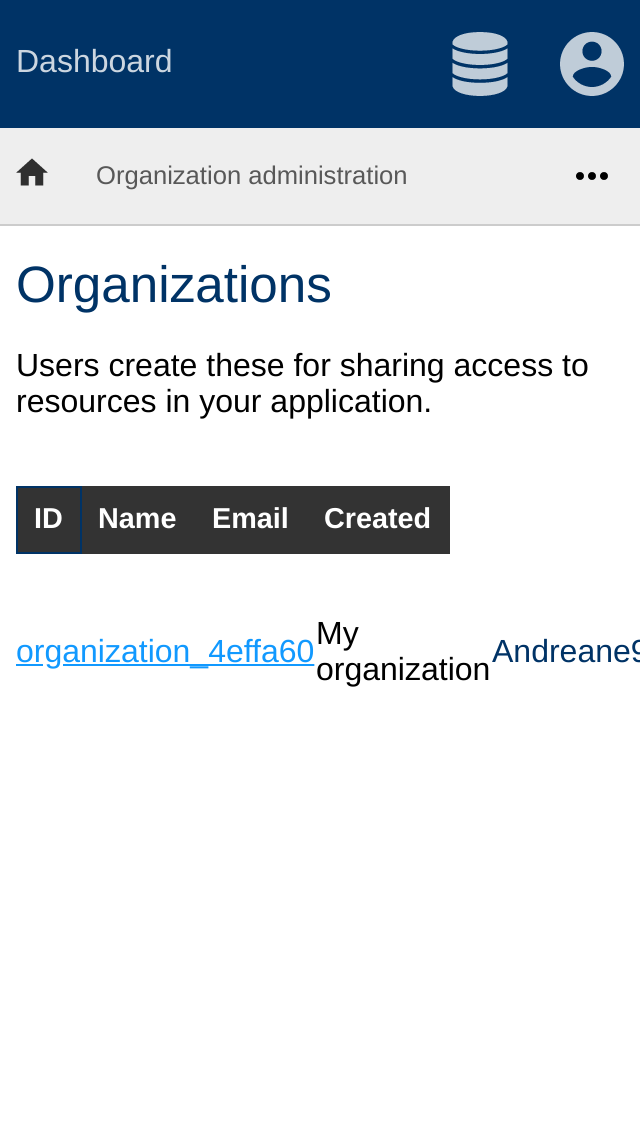 Dashboard
Organization administration
Organizations
Users create these for sharing access to
resources in your application.
ID Name Email Created
organization_4effa60 My organization Andreane9